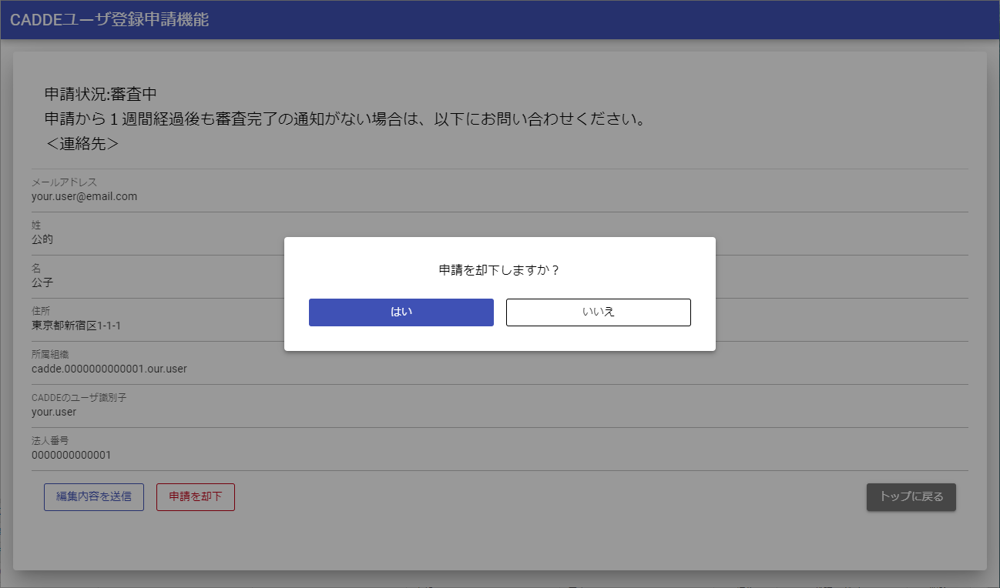 CADDEユーザ登録申請機能
申請状況:審査中
申請から１週間経過後も審査完了の通知がない場合は、以下にお問い合わせください。
＜連絡先＞
メールアドレス
your.user@email.com
姓
公的
名
公子
住所
東京都新宿区1-1-1
所属組織
cadde.0000000000001.our.user
CADDEのユーザ識別子
your.user
法人番号
0000000000001
申請を却下しますか？
はい
いいえ
編集内容を送信
申請を却下
トップに戻る